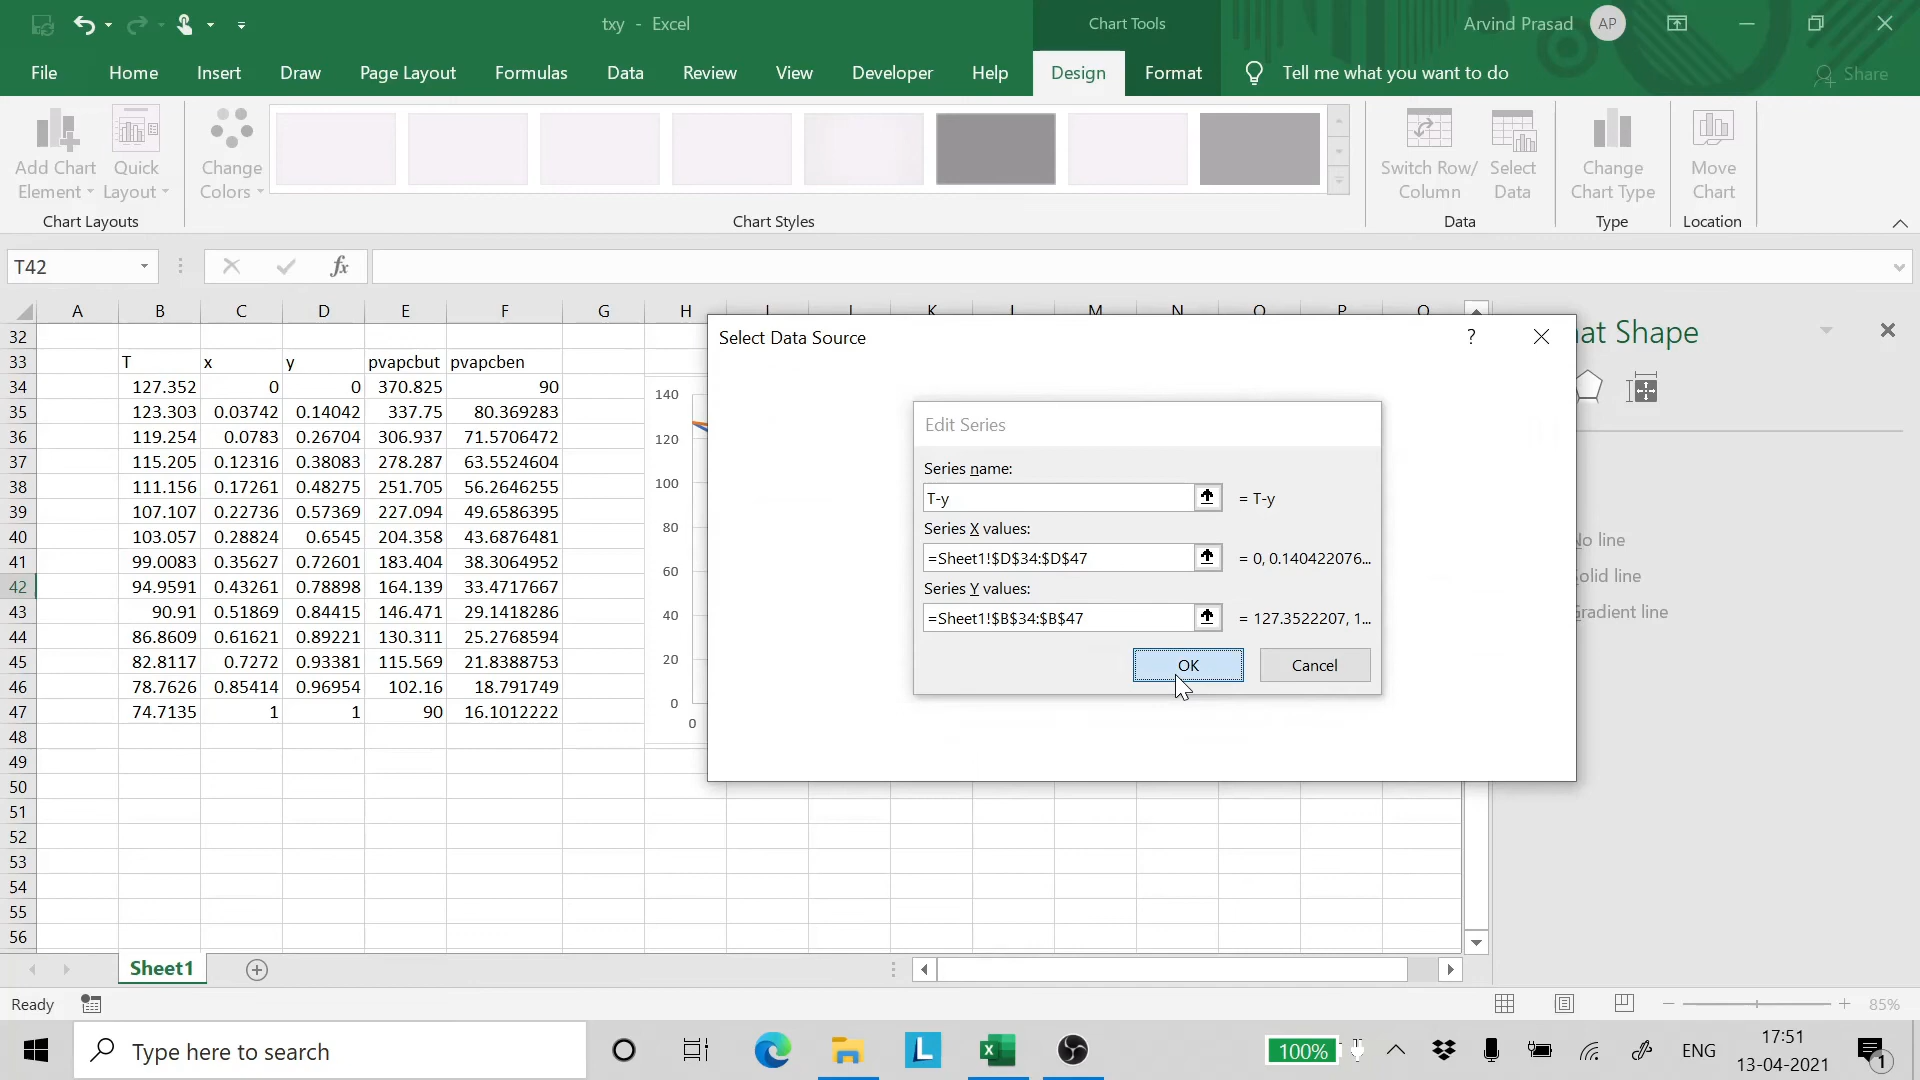 txy - Excel
Chart Tools
Arvind Prasad
AP
File Home Insert Draw Page Layout Formulas Data Review View Developer Help Design Format Tell me what you want to do Share
Add Chart Element
Quick Layout
Change Colors
Switch Row/ Column
Select Data
Change Chart Type
Move Chart
Chart Layouts
Chart Styles
Data
Type
Location
T42
fx
A B C D E F G H K M N P
32
33 T x y pvapcbut pvapcben
34 127.352 0 0 370.825 90
35 123.303 0.03742 0.14042 337.75 80.369283
36 119.254 0.0783 0.26704 306.937 71.5706472
37 115.205 0.12316 0.38083 278.287 63.5524604
38 111.156 0.17261 0.48275 251.705 56.2646255
39 107.107 0.22736 0.57369 227.094 49.6586395
40 103.057 0.28824 0.6545 204.358 43.6876481
41 99.0083 0.35627 0.72601 183.404 38.3064952
42 94.9591 0.43261 0.78898 164.139 33.4717667
43 90.91 0.51869 0.84415 146.471 29.1418286
44 86.8609 0.61621 0.89221 130.311 25.2768594
45 82.8117 0.7272 0.93381 115.569 21.8388753
46 78.7626 0.85414 0.96954 102.16 18.791749
47 74.7135 1 1 90 16.1012222
48
49
50
51
52
53
54
55
56
140
120
100
80
60
40
20
0
0
Select Data Source
?
Edit Series
Series name:
T-y = T-y
Series X values:
=Sheet1!$D$34:$D$47 = 0, 0.140422076...
Series Y values:
=Sheet1!$B$34:$B$47 = 127.3522207, 1...
OK Cancel
at Shape
o line
olid line
radient line
Sheet1
Ready
85%
Type here to search
L
X
100%
ENG
17:51
13-04-2021
1